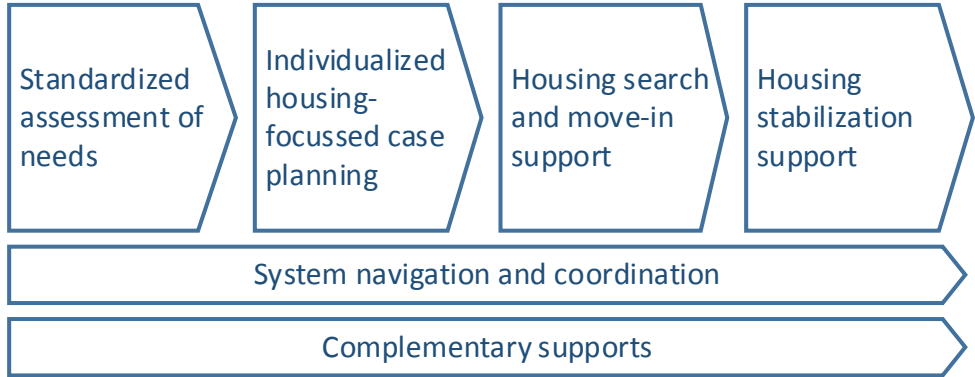 Standardized
assessment of
needs
Individualized
housing-
focussed case
planning
Housing search
and move-in
support
Housing
stabilization
support
System navigation and coordination
Complementary supports